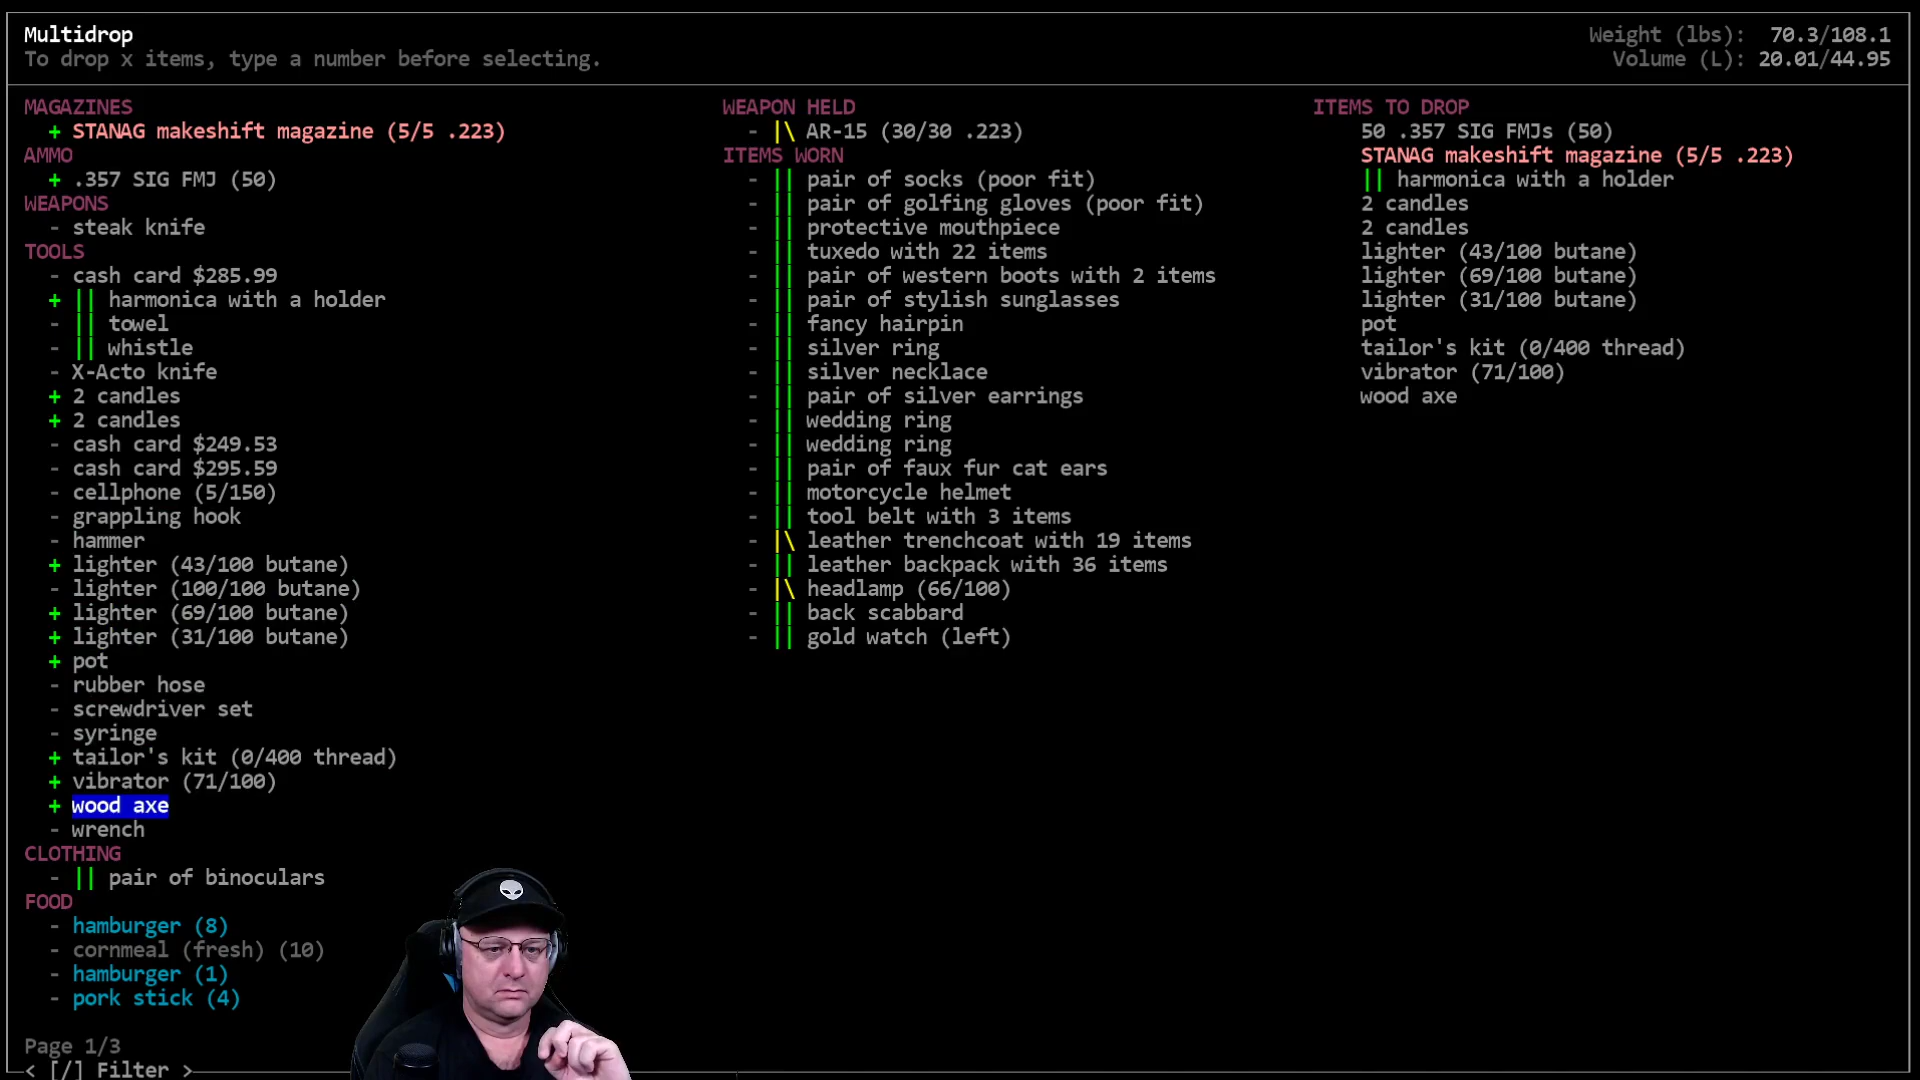 Multidrop
To drop x items, type a number before selecting.
Weight (lbs): 70.3/108.1
Volume (L): 20.01/44.95
MAGAZINES
+ STANAG makeshift magazine (5/5 .223)
AMMO
+ .357 SIG FMJ (50)
WEAPONS
- steak knife
TOOLS
- cash card $285.99
+ || harmonica with a holder
- || towel
- || whistle
- X-Acto knife
+ 2 candles
+ 2 candles
- cash card $249.53
- cash card $295.59
- cellphone (5/150)
- grappling hook
- hammer
+ lighter (43/100 butane)
- lighter (100/100 butane)
+ lighter (69/100 butane)
+ lighter (31/100 butane)
+ pot
- rubber hose
- screwdriver set
- syringe
+ tailor's kit (0/400 thread)
+ vibrator (71/100)
+ wood axe
- wrench
CLOTHING
- || pair of binoculars
FOOD
- hamburger (8)
- cornmeal (fresh) (10)
- hamburger (1)
- pork stick (4)
Page 1/3
< [/] Filter >
WEAPON HELD
- |\ AR-15 (30/30 .223)
ITEMS WORN
- || pair of socks (poor fit)
- || pair of golfing gloves (poor fit)
- || protective mouthpiece
- || tuxedo with 22 items
- || pair of western boots with 2 items
- || pair of stylish sunglasses
- || fancy hairpin
- || silver ring
- || silver necklace
- || pair of silver earrings
- || wedding ring
- || wedding ring
- || pair of faux fur cat ears
- || motorcycle helmet
- || tool belt with 3 items
- |\ leather trenchcoat with 19 items
- || leather backpack with 36 items
- |\ headlamp (66/100)
- || back scabbard
- || gold watch (left)
ITEMS TO DROP
50 .357 SIG FMJs (50)
STANAG makeshift magazine (5/5 .223)
|| harmonica with a holder
2 candles
2 candles
lighter (43/100 butane)
lighter (69/100 butane)
lighter (31/100 butane)
pot
tailor's kit (0/400 thread)
vibrator (71/100)
wood axe